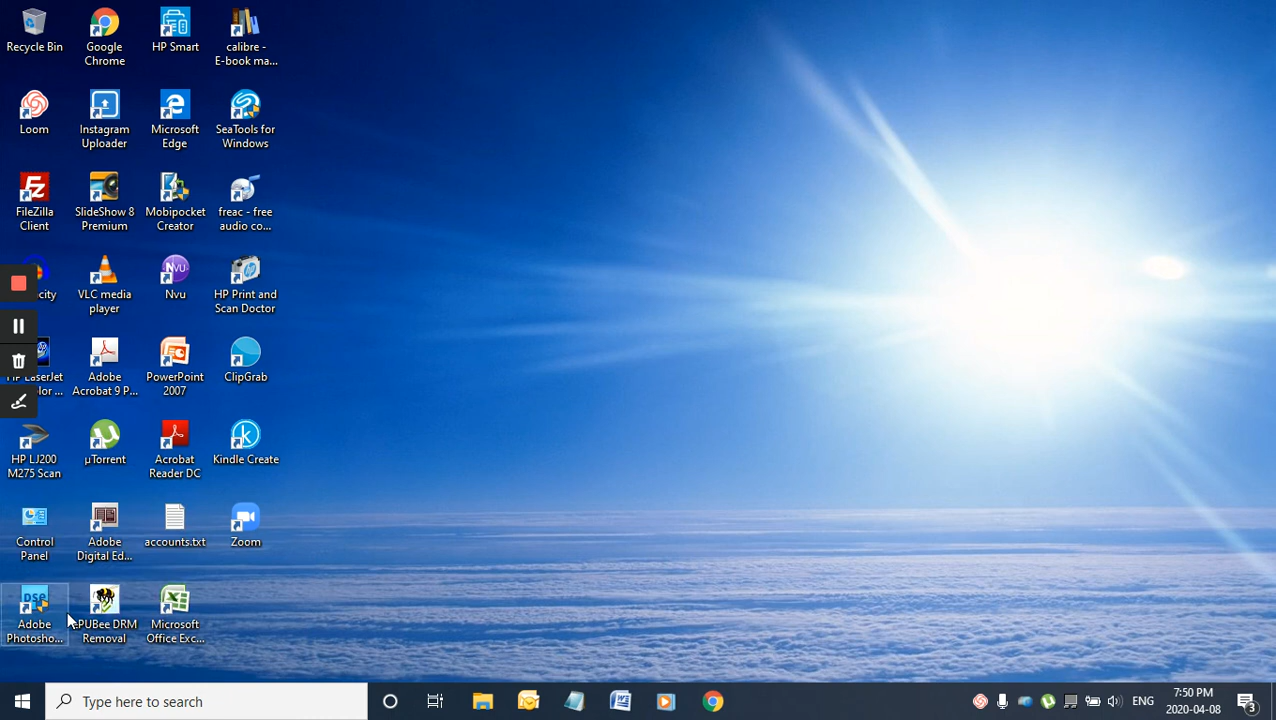 Recycle Bin
Google
Chrome
HP Smart
calibre -
E-book ma...
Loom
Instagram
Uploader
Microsoft
Edge
SeaTools for
Windows
FileZilla
Client
SlideShow 8
Premium
Mobipocket
Creator
freac - free
audio co...
VLC media
player
NVU
Nvu
HP Print and
Scan Doctor
Adobe
Acrobat 9 P...
PowerPoint
2007
ClipGrab
HP LJ200
M275 Scan
µTorrent
Acrobat
Reader DC
Kindle Create
Control
Panel
Adobe
Digital Ed...
accounts.txt
Zoom
pse
Adobe
Photosho...
ePUBee DRM
Removal
Microsoft
Office Exc...
Type here to search
ENG
7:50 PM
2020-04-08
3